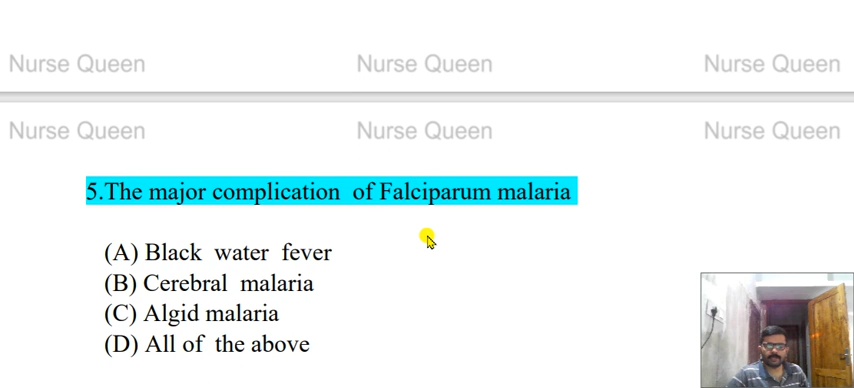 Nurse Queen Nurse Queen Nurse Queen
Nurse Queen Nurse Queen Nurse Queen
5.The major complication of Falciparum malaria
(A) Black water fever
(B) Cerebral malaria
(C) Algid malaria
(D) All of the above